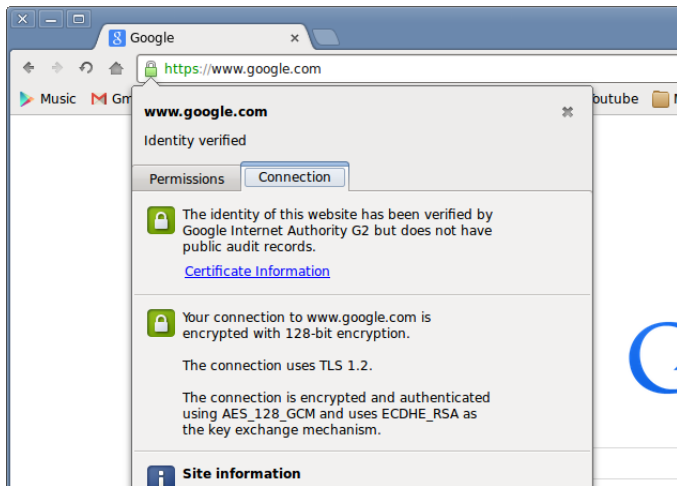 Google
https://www.google.com
Music
www.google.com
outube
Identity verified
Permissions
Connection
The identity of this website has been verified by
Google Internet Authority G2 but does not have
public audit records.
Certificate Information
Your connection to www.google.com is
encrypted with 128-bit encryption.
The connection uses TLS 1.2.
The connection is encrypted and authenticated
using AES_128_GCM and uses ECDHE_RSA as
the key exchange mechanism.
Site information